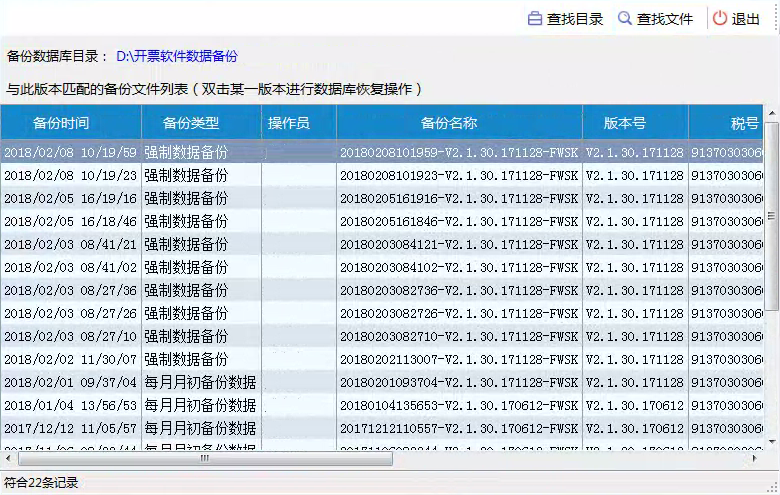 查找目录 查找文件 退出
备份数据库目录： D:\开票软件数据备份
与此版本匹配的备份文件列表（双击某一版本进行数据库恢复操作）
备份时间 备份类型 操作员 备份名称 版本号 税号
2018/02/08 10/19/59 强制数据备份 20180208101959-V2.1.30.171128-FWSK V2.1.30.171128 9137030306
2018/02/08 10/19/23 强制数据备份 20180208101923-V2.1.30.171128-FWSK V2.1.30.171128 9137030306
2018/02/05 16/19/16 强制数据备份 20180205161916-V2.1.30.171128-FWSK V2.1.30.171128 9137030306
2018/02/05 16/18/46 强制数据备份 20180205161846-V2.1.30.171128-FWSK V2.1.30.171128 9137030306
2018/02/03 08/41/21 强制数据备份 20180203084121-V2.1.30.171128-FWSK V2.1.30.171128 9137030306
2018/02/03 08/41/02 强制数据备份 20180203084102-V2.1.30.171128-FWSK V2.1.30.171128 9137030306
2018/02/03 08/27/36 强制数据备份 20180203082736-V2.1.30.171128-FWSK V2.1.30.171128 9137030306
2018/02/03 08/27/26 强制数据备份 20180203082726-V2.1.30.171128-FWSK V2.1.30.171128 9137030306
2018/02/03 08/27/10 强制数据备份 20180203082710-V2.1.30.171128-FWSK V2.1.30.171128 9137030306
2018/02/02 11/30/07 强制数据备份 20180202113007-V2.1.30.171128-FWSK V2.1.30.171128 9137030306
2018/02/01 09/37/04 每月月初备份数据 20180201093704-V2.1.30.171128-FWSK V2.1.30.171128 9137030306
2018/01/04 13/56/53 每月月初备份数据 20180104135653-V2.1.30.170612-FWSK V2.1.30.170612 9137030306
2017/12/12 11/05/57 每月月初备份数据 20171212110557-V2.1.30.170612-FWSK V2.1.30.170612 9137030306
符合22条记录